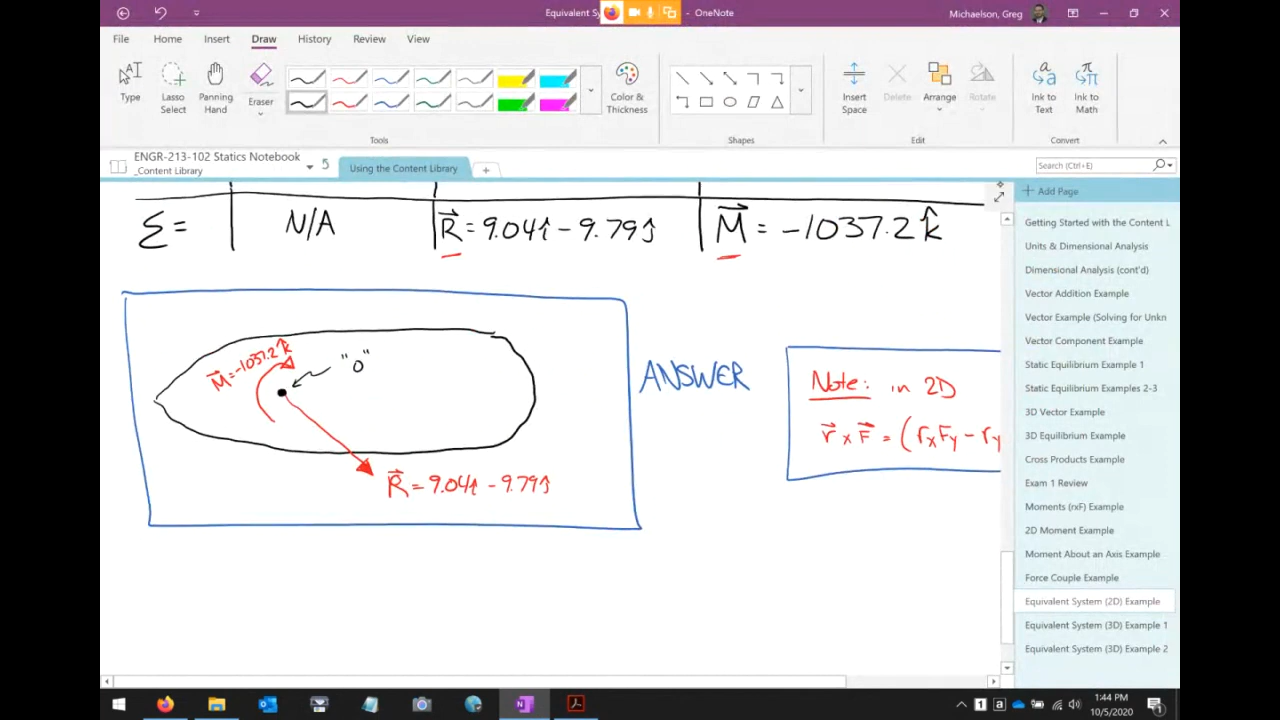 Equivalent Sy - OneNote
Michaelson, Greg
File Home Insert Draw History Review View
Type
Lasso Select
Panning Hand
Eraser
Color & Thickness
Insert Space
Delete
Arrange
Rotate
Ink to Text
Ink to Math
Tools
Shapes
Edit
Convert
ENGR-213-102 Statics Notebook
_Content Library
Using the Content Library
Search (Ctrl+E)
Add Page
Getting Started with the Content L
Units & Dimensional Analysis
Dimensional Analysis (cont'd)
Vector Addition Example
Vector Example (Solving for Unkn
Vector Component Example
Static Equilibrium Example 1
Static Equilibrium Examples 2-3
3D Vector Example
3D Equilibrium Example
Cross Products Example
Exam 1 Review
Moments (rxF) Example
2D Moment Example
Moment About an Axis Example
Force Couple Example
Equivalent System (2D) Example
Equivalent System (3D) Example 1
Equivalent System (3D) Example 2
Σ = N/A R⃗ = 9.04î - 9.79ĵ M⃗ = -1037.2 k̂
M⃗ = -1037.2 k̂
"O"
R⃗ = 9.04î - 9.79ĵ
ANSWER
Note: in 2D
r⃗ x F⃗ = (rxFy - ry
1:44 PM
10/5/2020